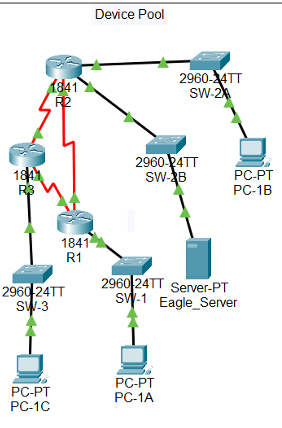 Device Pool
1841
R2
2960-24TT
SW-2A
2960-24TT
SW-2B
PC-PT
PC-1B
1841
R3
1841
R1
2960-24TT
SW-3
2960-24TT
SW-1
Server-PT
Eagle_Server
PC-PT
PC-1C
PC-PT
PC-1A